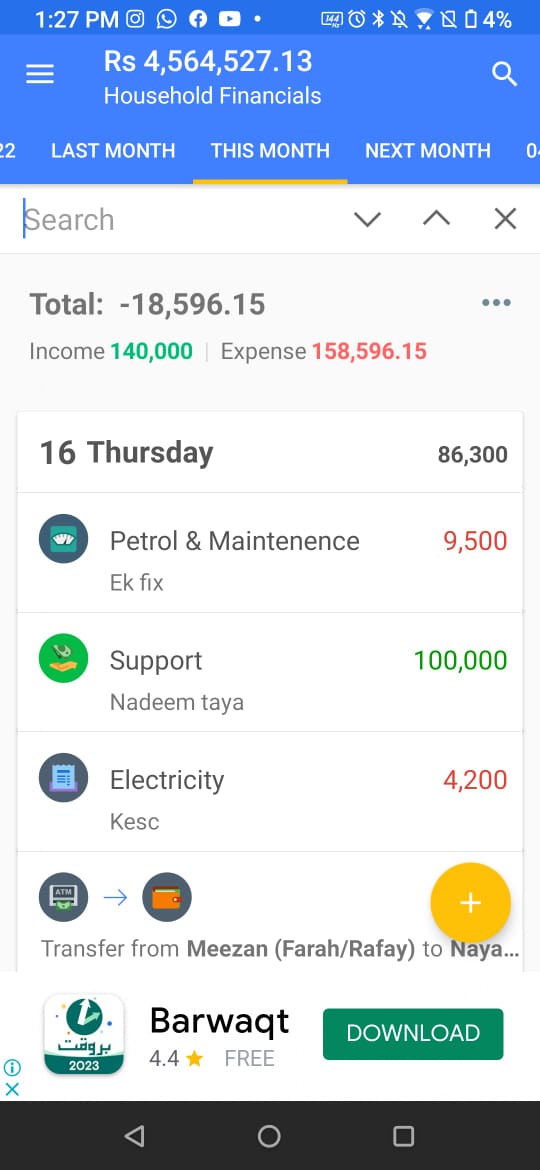 1:27 PM 4%
Rs 4,564,527.13
Household Financials
22 LAST MONTH THIS MONTH NEXT MONTH 04
Search
Total: -18,596.15
Income 140,000 | Expense 158,596.15
16 Thursday 86,300
Petrol & Maintenence 9,500
Ek fix
Support 100,000
Nadeem taya
Electricity 4,200
Kesc
ATM
Transfer from Meezan (Farah/Rafay) to Naya...
بروقت
2023
Barwaqt
4.4 ★ FREE
DOWNLOAD